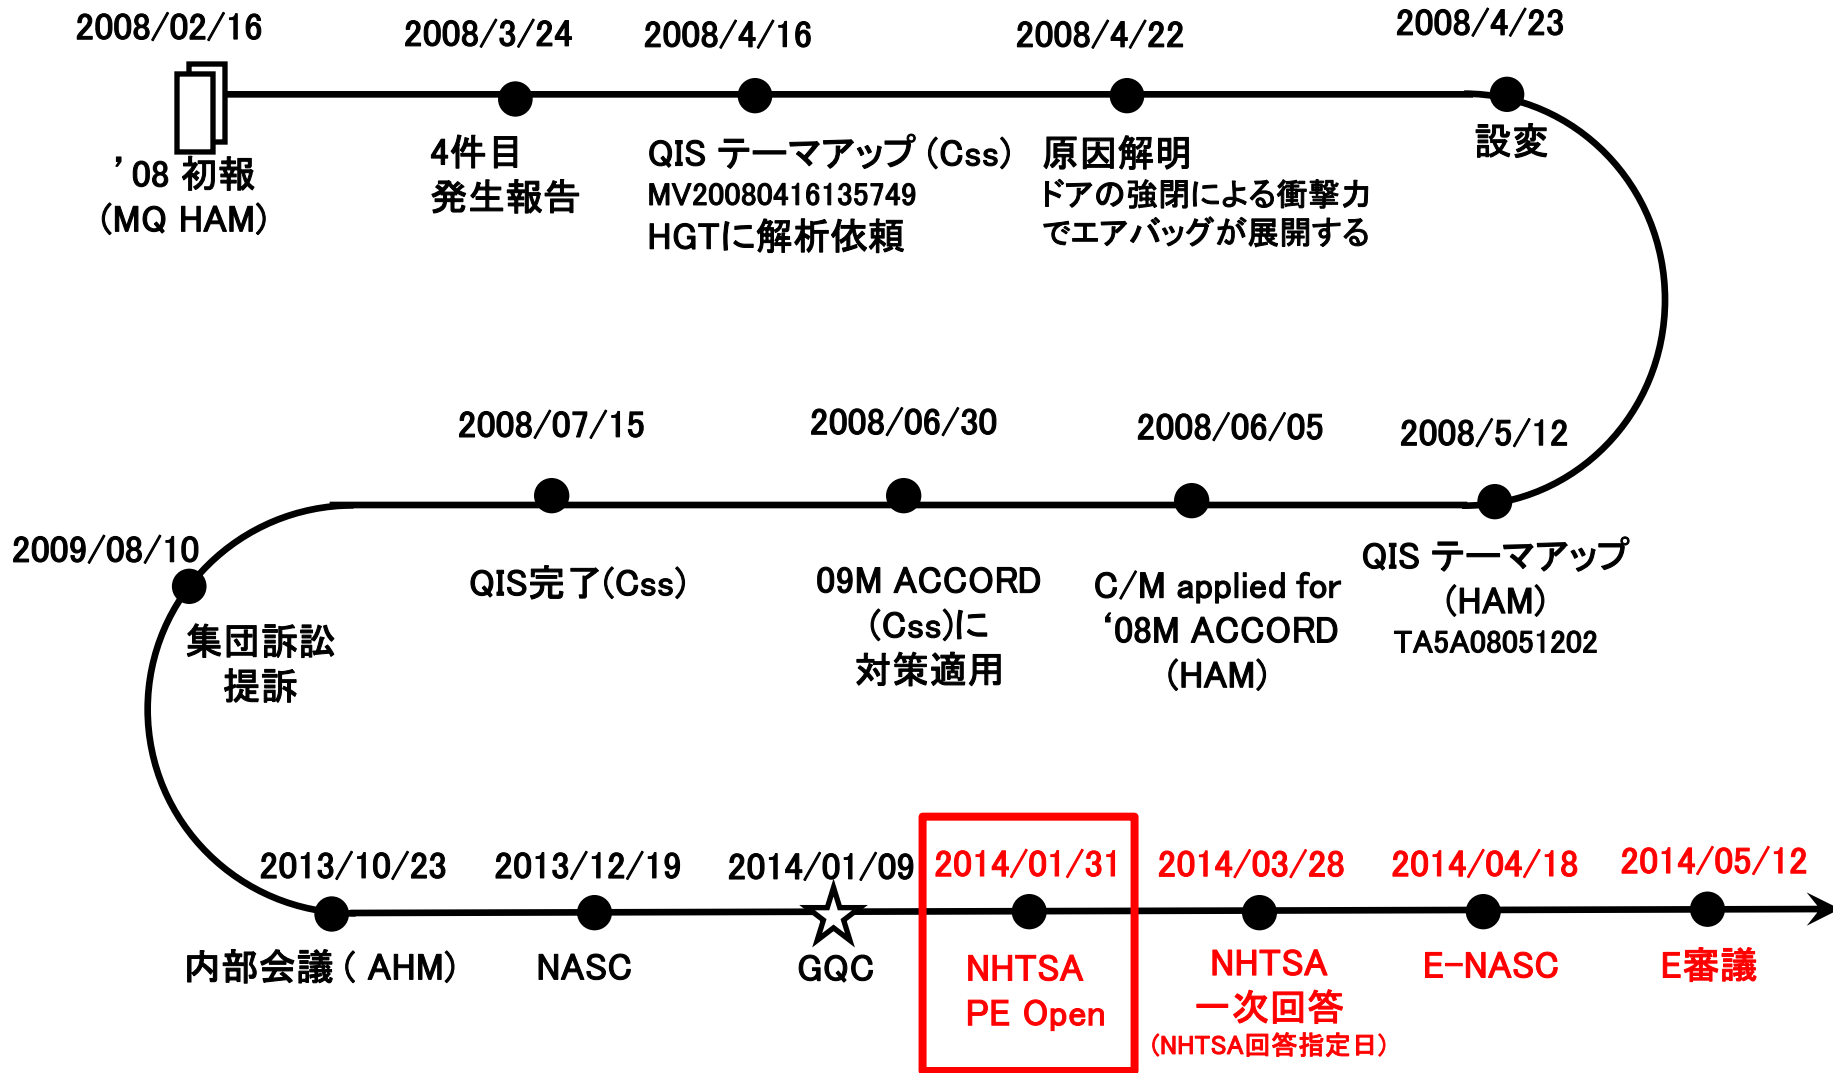 2008/02/16
'08 初報
(MQ HAM)
2008/3/24
4件目
発生報告
2008/4/16
QIS テーマアップ (Css)
MV20080416135749
HGTに解析依頼
2008/4/22
原因解明
ドアの強閉による衝撃力
でエアバッグが展開する
2008/4/23
設変
2008/5/12
QIS テーマアップ
(HAM)
TA5A08051202
2008/06/05
C/M applied for
‘08M ACCORD
(HAM)
2008/06/30
09M ACCORD
(Css)に
対策適用
2008/07/15
QIS完了(Css)
2009/08/10
集団訴訟
提訴
2013/10/23
内部会議 ( AHM)
2013/12/19
NASC
2014/01/09
GQC
2014/01/31
NHTSA
PE Open
2014/03/28
NHTSA
一次回答
(NHTSA回答指定日)
2014/04/18
E-NASC
2014/05/12
E審議